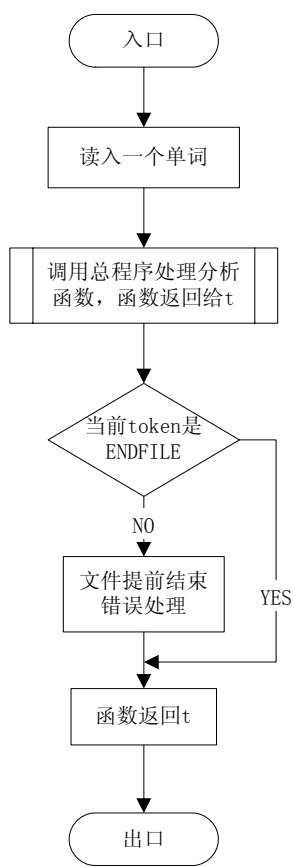 入口
读入一个单词
调用总程序处理分析
函数，函数返回给t
当前token是
ENDFILE
NO
文件提前结束
错误处理
YES
函数返回t
出口